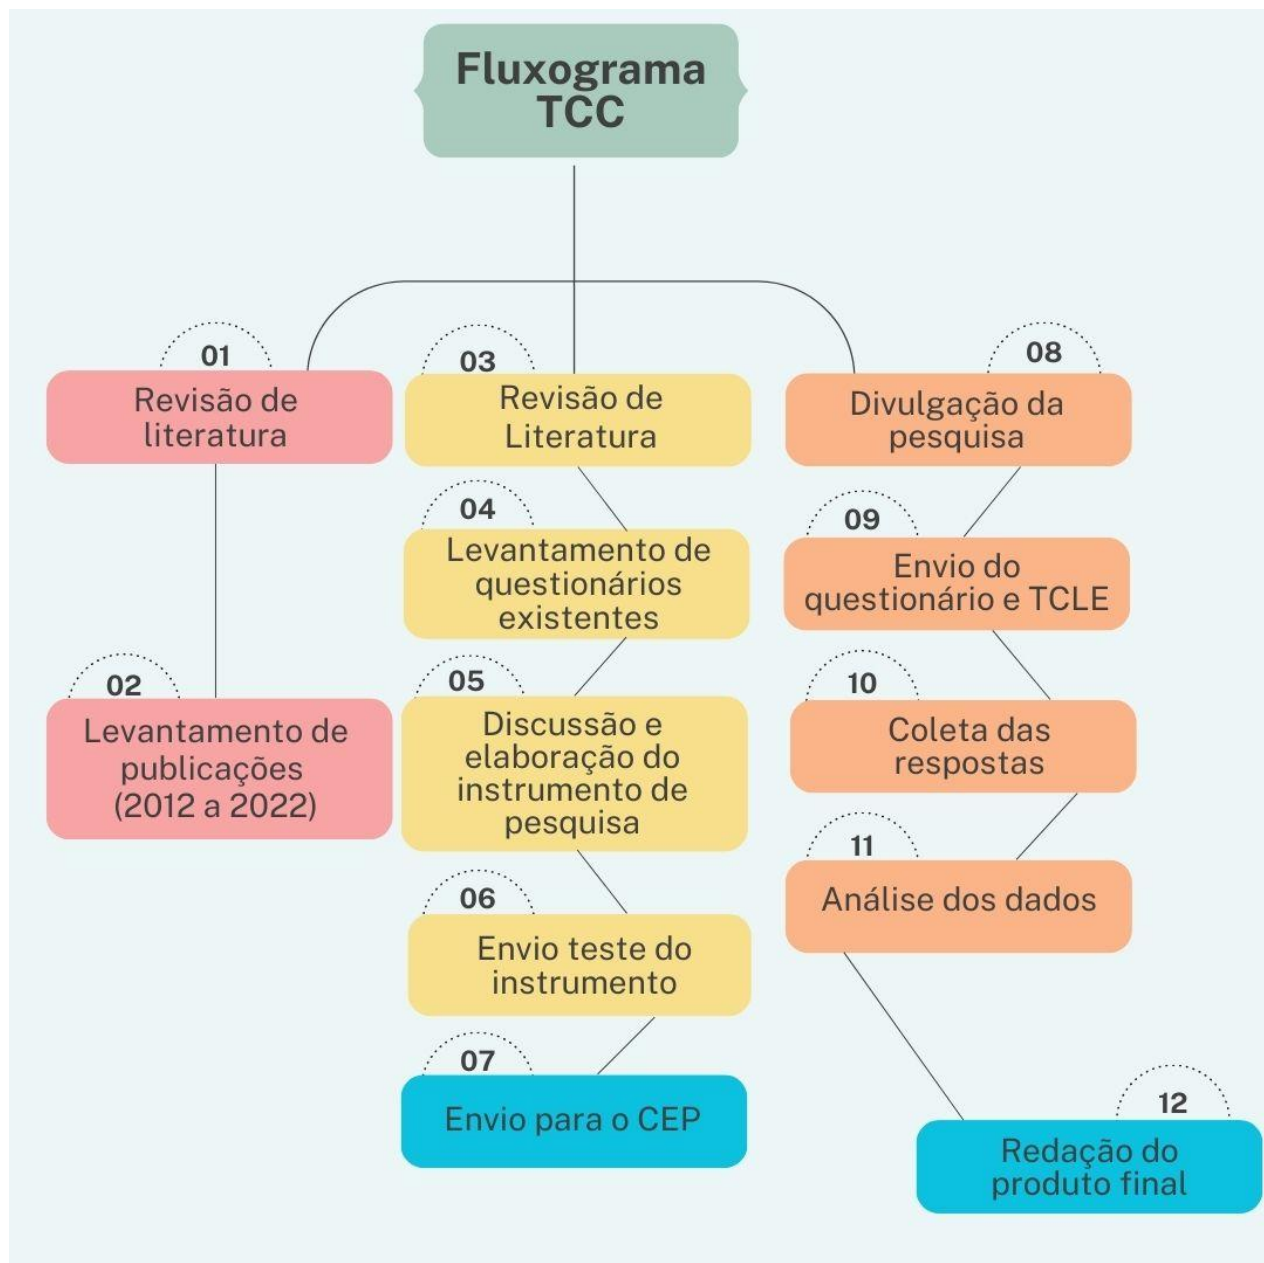 Fluxograma
TCC
01
Revisão de
literatura
02
Levantamento de
publicações
(2012 a 2022)
03
Revisão de
Literatura
04
Levantamento de
questionários
existentes
05
Discussão e
elaboração do
instrumento de
pesquisa
06
Envio teste do
instrumento
07
Envio para o CEP
08
Divulgação da
pesquisa
09
Envio do
questionário e TCLE
10
Coleta das
respostas
11
Análise dos dados
12
Redação do
produto final